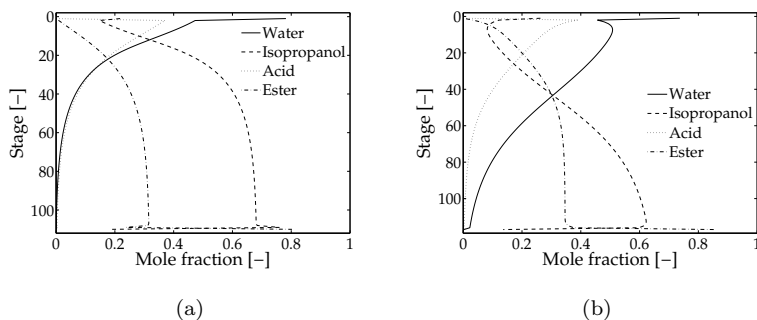 0
20
40
60
80
100
Stage [−]
Water
Isopropanol
Acid
Ester
0 0.2 0.4 0.6 0.8 1
Mole fraction [−]
(a)
0
20
40
60
80
100
Stage [−]
Water
Isopropanol
Acid
Ester
0 0.2 0.4 0.6 0.8 1
Mole fraction [−]
(b)